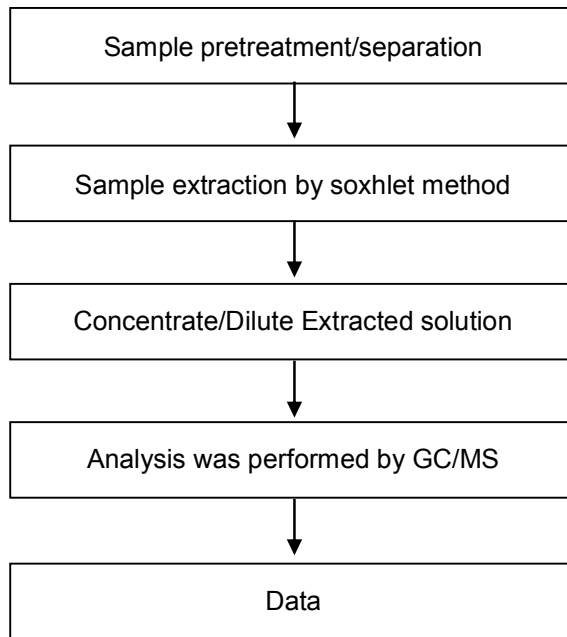 Sample pretreatment/separation
Sample extraction by soxhlet method
Concentrate/Dilute Extracted solution
Analysis was performed by GC/MS
Data